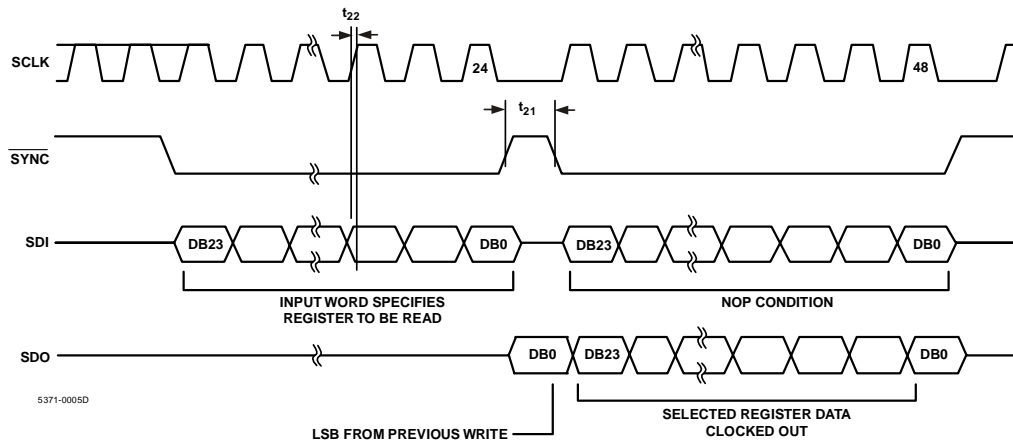 t22
SCLK
24
48
t21
SYNC
SDI
DB23
DB0
DB23
DB0
INPUT WORD SPECIFIES
REGISTER TO BE READ
NOP CONDITION
SDO
DB0
DB23
DB0
5371-0005D
LSB FROM PREVIOUS WRITE
SELECTED REGISTER DATA
CLOCKED OUT